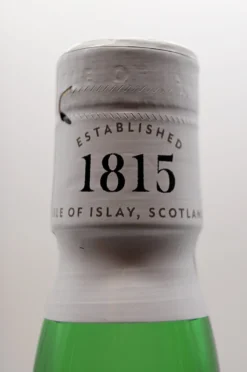 ESTABLISHED
1815
LE OF ISLAY, SCOTLAN